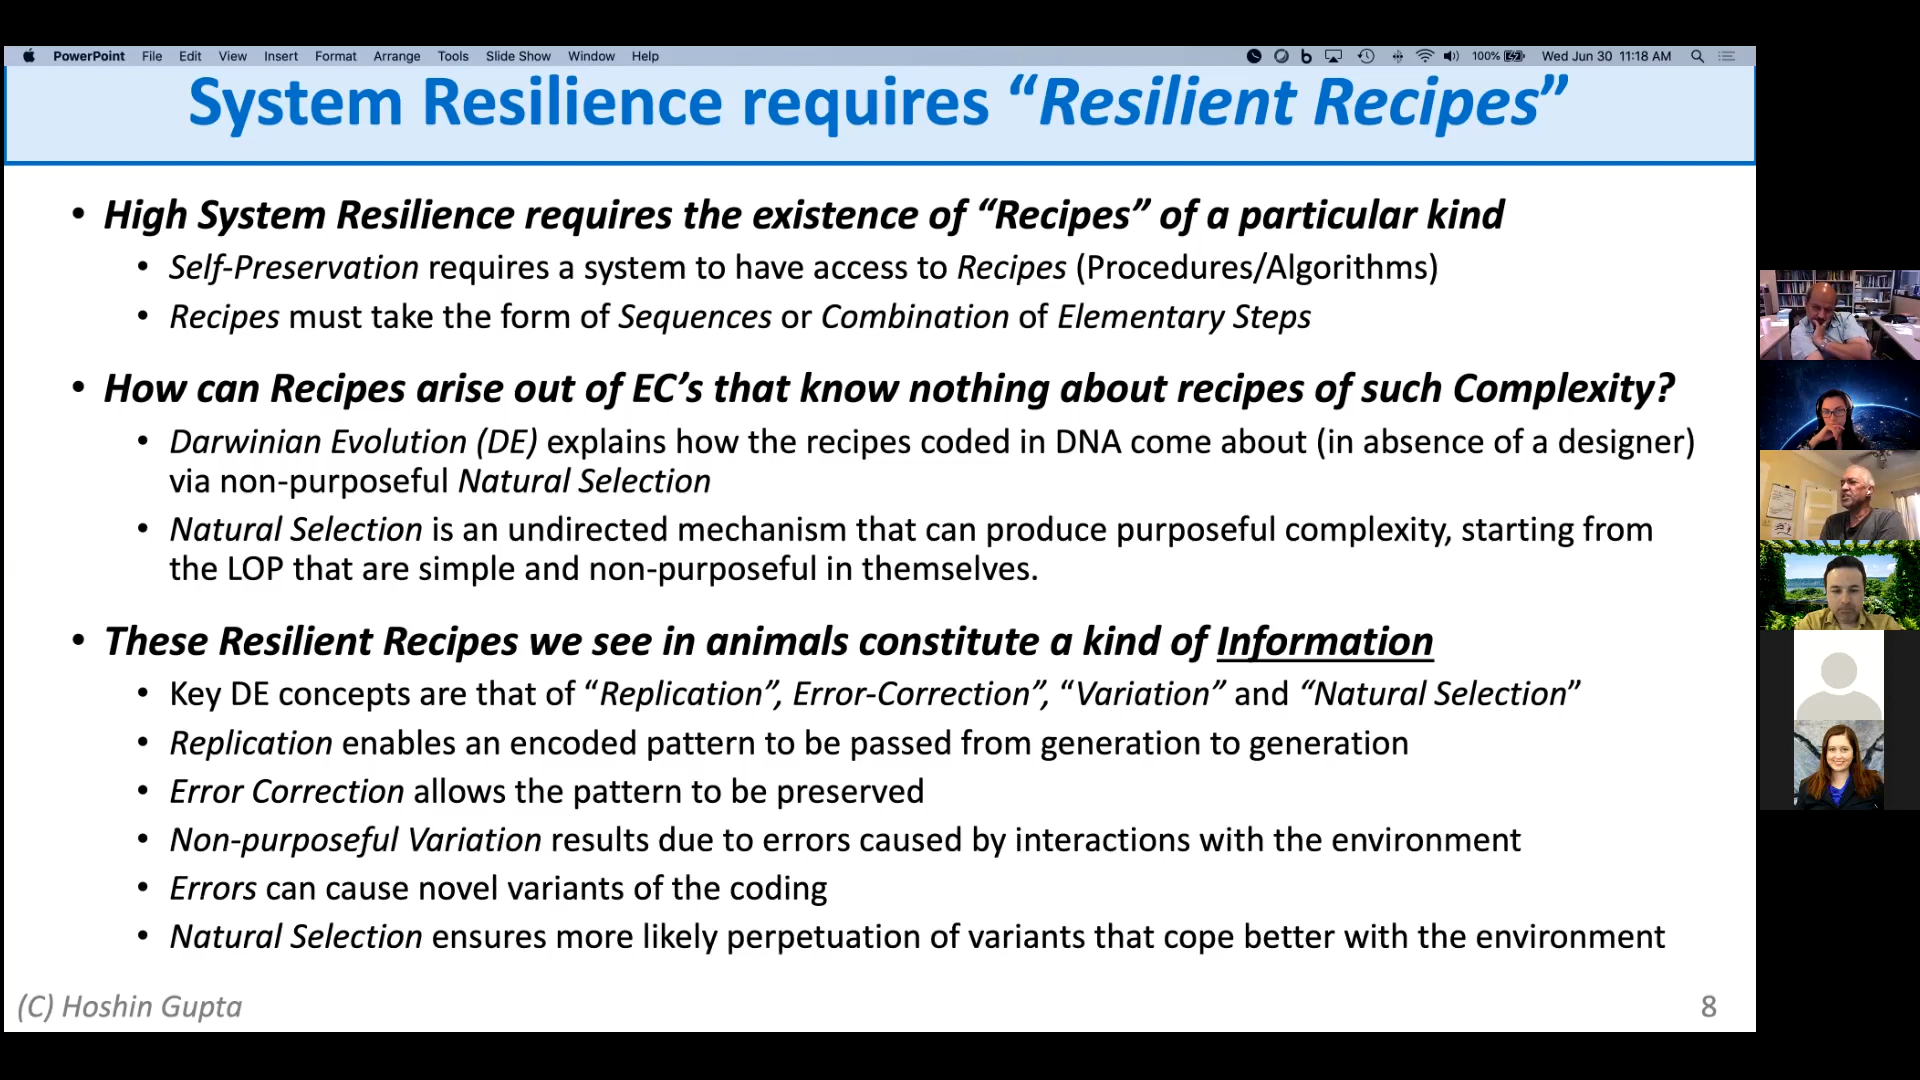 PowerPoint File Edit View Insert Format Arrange Tools Slide Show Window Help 100% Wed Jun 30 11:18 AM
System Resilience requires “Resilient Recipes”
• High System Resilience requires the existence of “Recipes” of a particular kind
• Self-Preservation requires a system to have access to Recipes (Procedures/Algorithms)
• Recipes must take the form of Sequences or Combination of Elementary Steps
• How can Recipes arise out of EC’s that know nothing about recipes of such Complexity?
• Darwinian Evolution (DE) explains how the recipes coded in DNA come about (in absence of a designer)
via non-purposeful Natural Selection
• Natural Selection is an undirected mechanism that can produce purposeful complexity, starting from
the LOP that are simple and non-purposeful in themselves.
• These Resilient Recipes we see in animals constitute a kind of Information
• Key DE concepts are that of “Replication”, Error-Correction”, “Variation” and “Natural Selection”
• Replication enables an encoded pattern to be passed from generation to generation
• Error Correction allows the pattern to be preserved
• Non-purposeful Variation results due to errors caused by interactions with the environment
• Errors can cause novel variants of the coding
• Natural Selection ensures more likely perpetuation of variants that cope better with the environment
(C) Hoshin Gupta
8